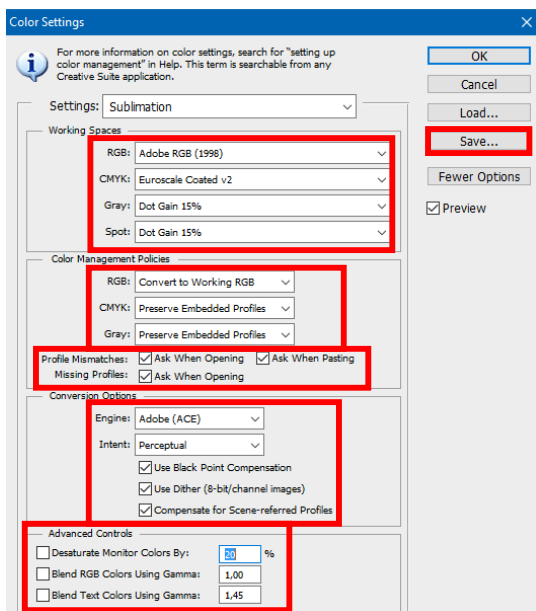 Color Settings
For more information on color settings, search for "setting up
color management" in Help. This term is searchable from any
Creative Suite application.
OK
Cancel
Load...
Save...
Fewer Options
Preview
Settings: Sublimation
Working Spaces
RGB: Adobe RGB (1998)
CMYK: Euroscale Coated v2
Gray: Dot Gain 15%
Spot: Dot Gain 15%
Color Management Policies
RGB: Convert to Working RGB
CMYK: Preserve Embedded Profiles
Gray: Preserve Embedded Profiles
Profile Mismatches: Ask When Opening Ask When Pasting
Missing Profiles: Ask When Opening
Conversion Options
Engine: Adobe (ACE)
Intent: Perceptual
Use Black Point Compensation
Use Dither (8-bit/channel images)
Compensate for Scene-referred Profiles
Advanced Controls
Desaturate Monitor Colors By: 20 %
Blend RGB Colors Using Gamma: 1,00
Blend Text Colors Using Gamma: 1,45